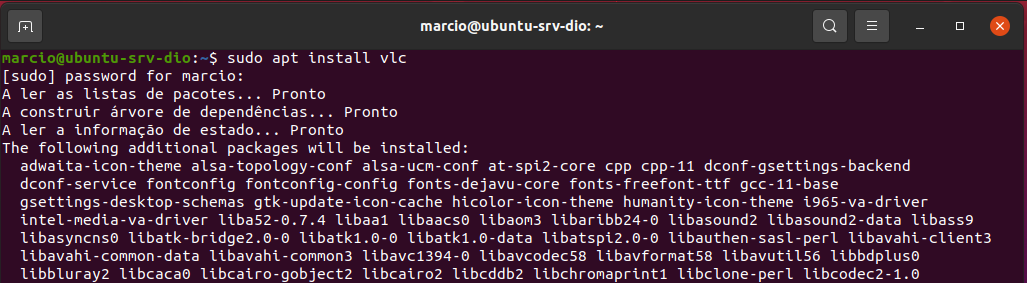 marcio@ubuntu-srv-dio: ~
marcio@ubuntu-srv-dio:~$ sudo apt install vlc
[sudo] password for marcio:
A ler as listas de pacotes... Pronto
A construir árvore de dependências... Pronto
A ler a informação de estado... Pronto
The following additional packages will be installed:
adwaita-icon-theme alsa-topology-conf alsa-ucm-conf at-spi2-core cpp cpp-11 dconf-gsettings-backend
dconf-service fontconfig fontconfig-config fonts-dejavu-core fonts-freefont-ttf gcc-11-base
gsettings-desktop-schemas gtk-update-icon-cache hicolor-icon-theme humanity-icon-theme i965-va-driver
intel-media-va-driver liba52-0.7.4 libaa1 libaacs0 libaom3 libaribb24-0 libasound2 libasound2-data libass9
libasyncns0 libatk-bridge2.0-0 libatk1.0-0 libatk1.0-data libatspi2.0-0 libauthen-sasl-perl libavahi-client3
libavahi-common-data libavahi-common3 libavc1394-0 libavcodec58 libavformat58 libavutil56 libbdplus0
libbluray2 libcaca0 libcairo-gobject2 libcairo2 libcddb2 libchromaprint1 libclone-perl libcodec2-1.0